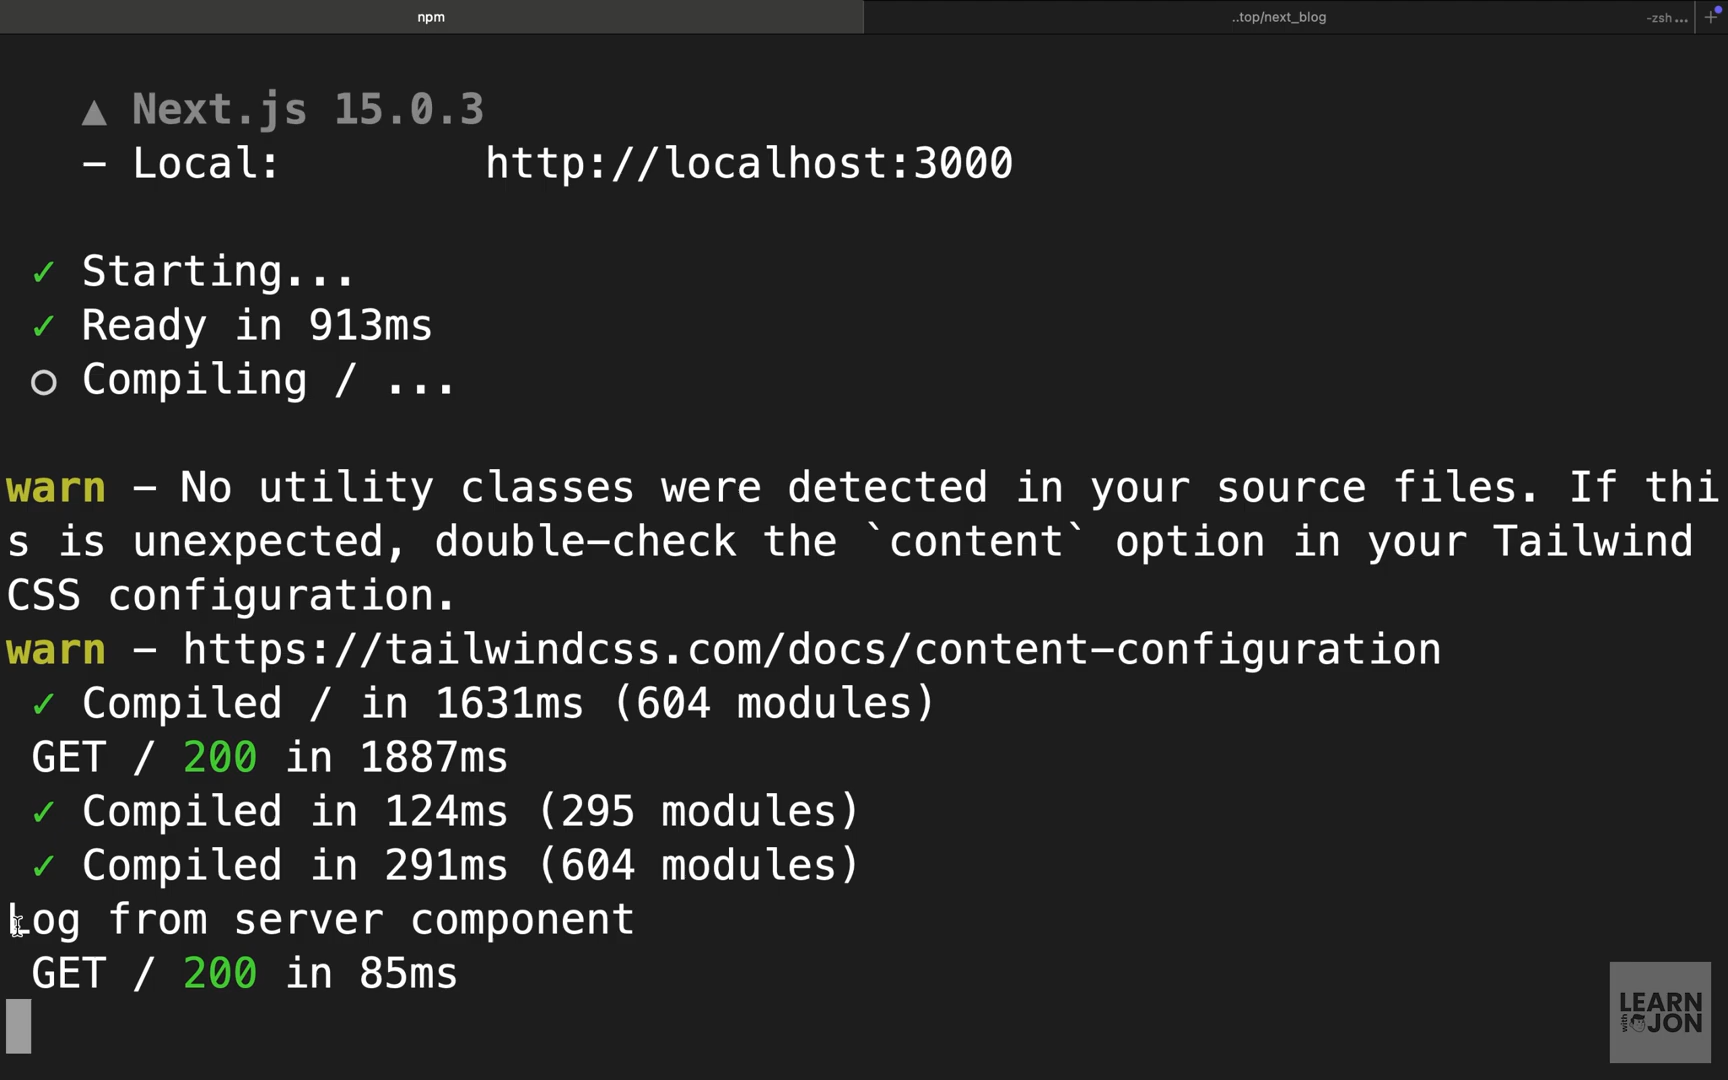 npm
..top/next_blog
-zsh...
+
▲ Next.js 15.0.3
- Local: http://localhost:3000
✓ Starting...
✓ Ready in 913ms
○ Compiling / ...
warn - No utility classes were detected in your source files. If thi
s is unexpected, double-check the `content` option in your Tailwind
CSS configuration.
warn - https://tailwindcss.com/docs/content-configuration
✓ Compiled / in 1631ms (604 modules)
GET / 200 in 1887ms
✓ Compiled in 124ms (295 modules)
✓ Compiled in 291ms (604 modules)
Log from server component
GET / 200 in 85ms
LEARN
with JON